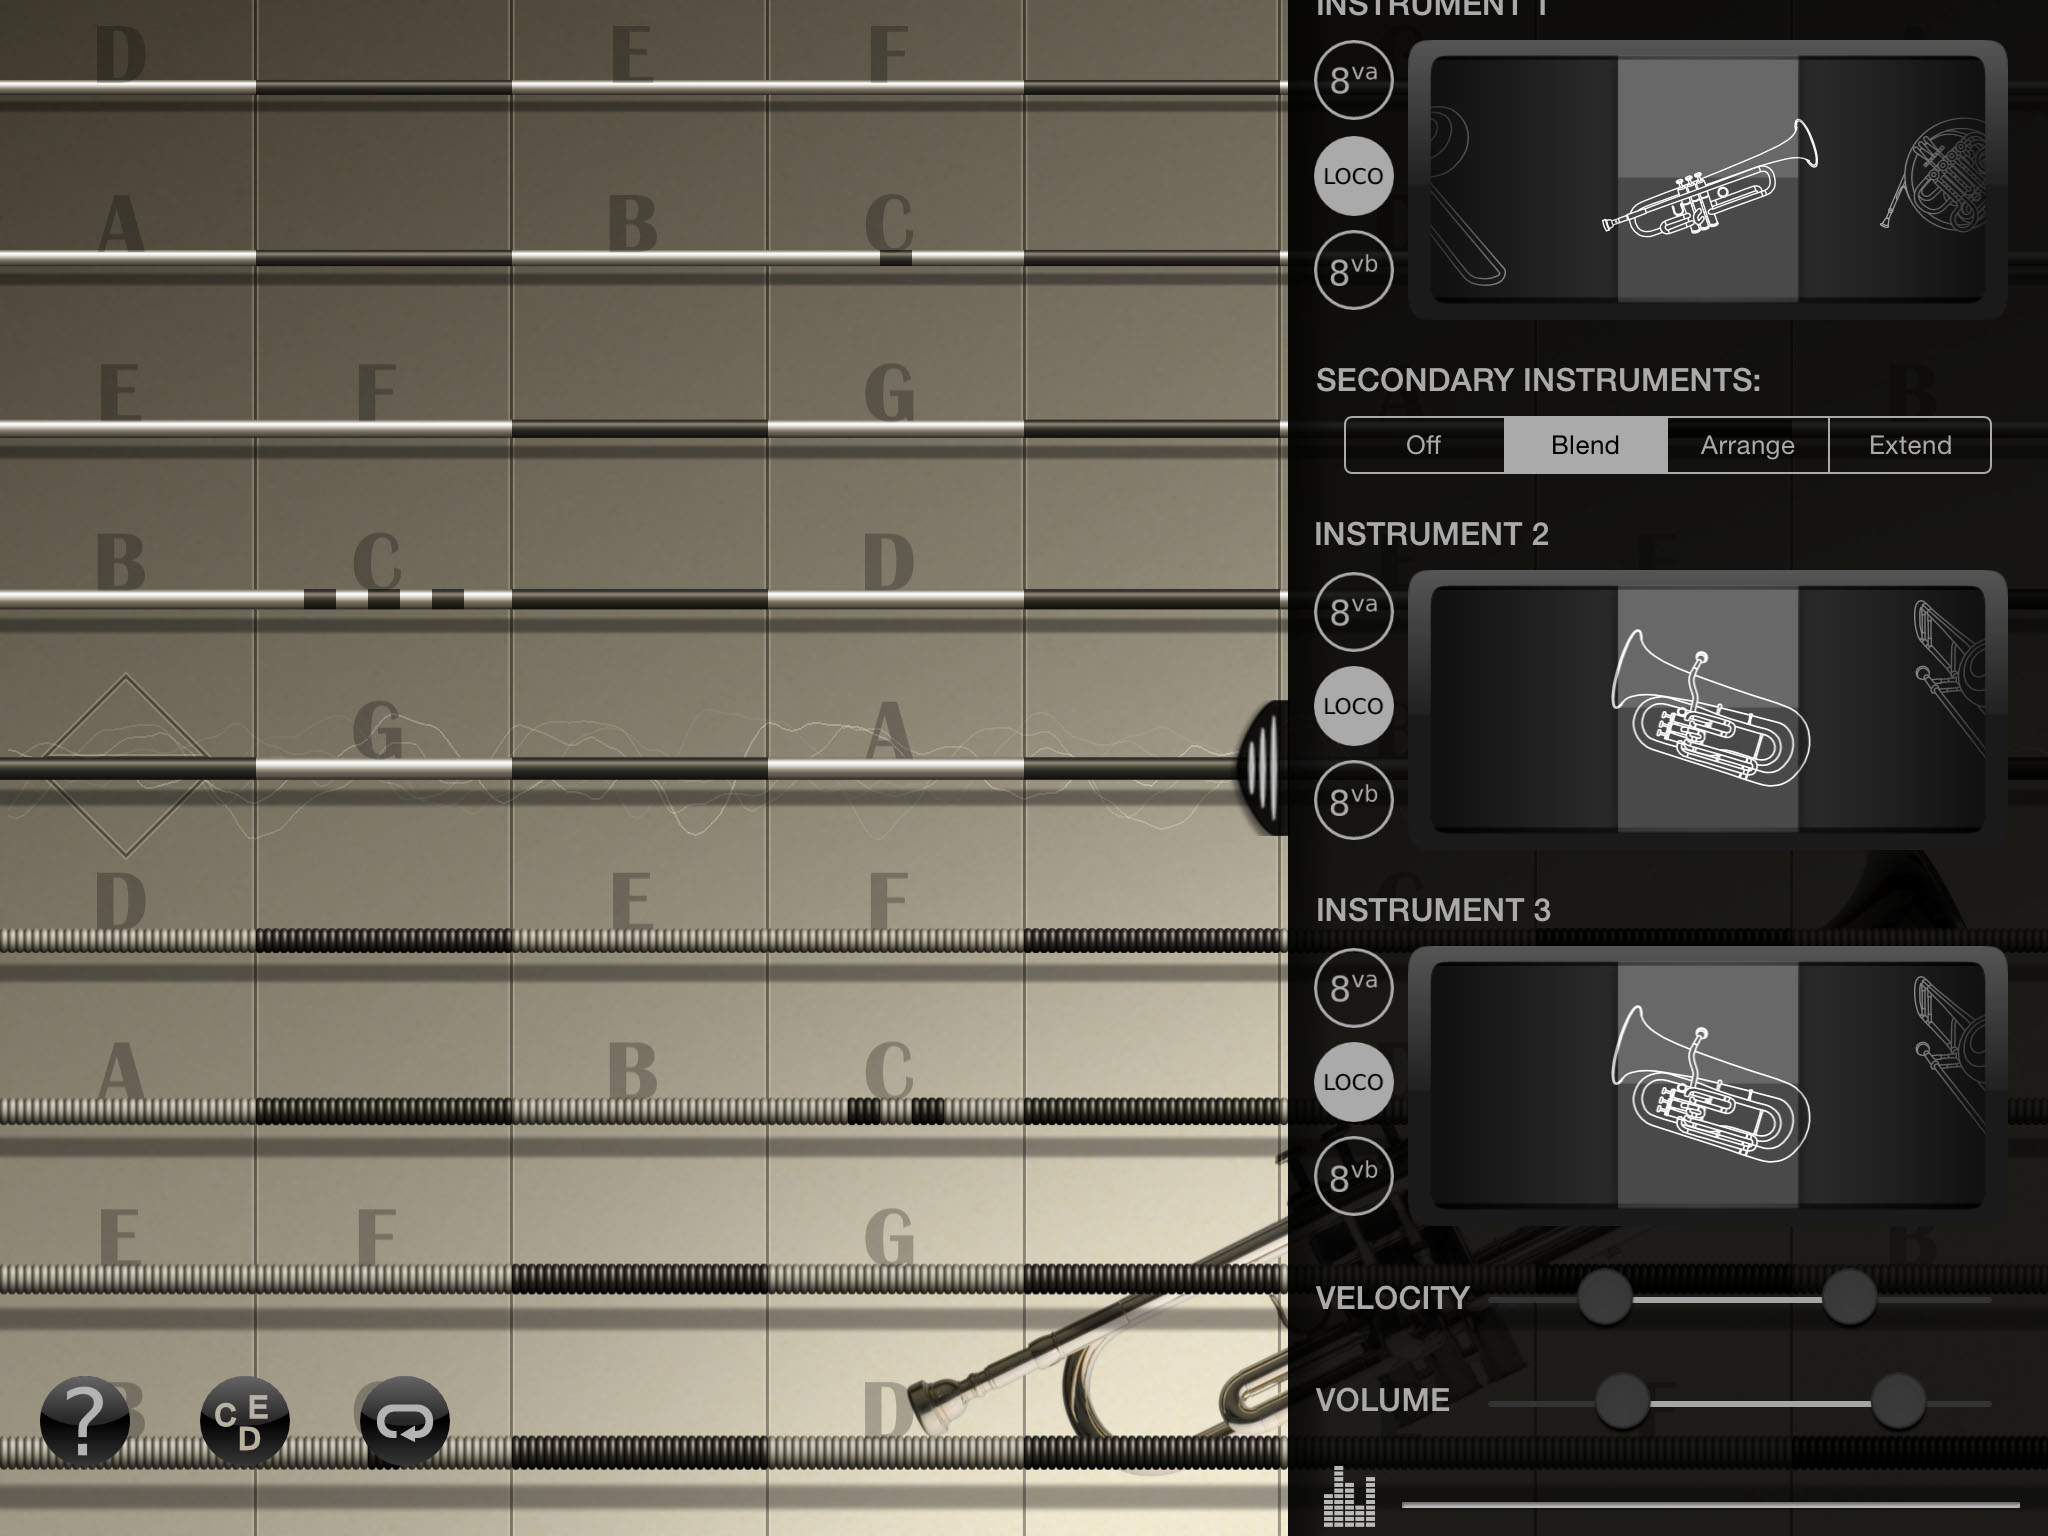 D E F
A B C
E F G
B C D
G A
D E F
A B C
E F G
B D
?
C E D
INSTRUMENT 1
8va
LOCO
8vb
SECONDARY INSTRUMENTS:
Off Blend Arrange Extend
INSTRUMENT 2
8va
LOCO
8vb
INSTRUMENT 3
8va
LOCO
8vb
VELOCITY
VOLUME